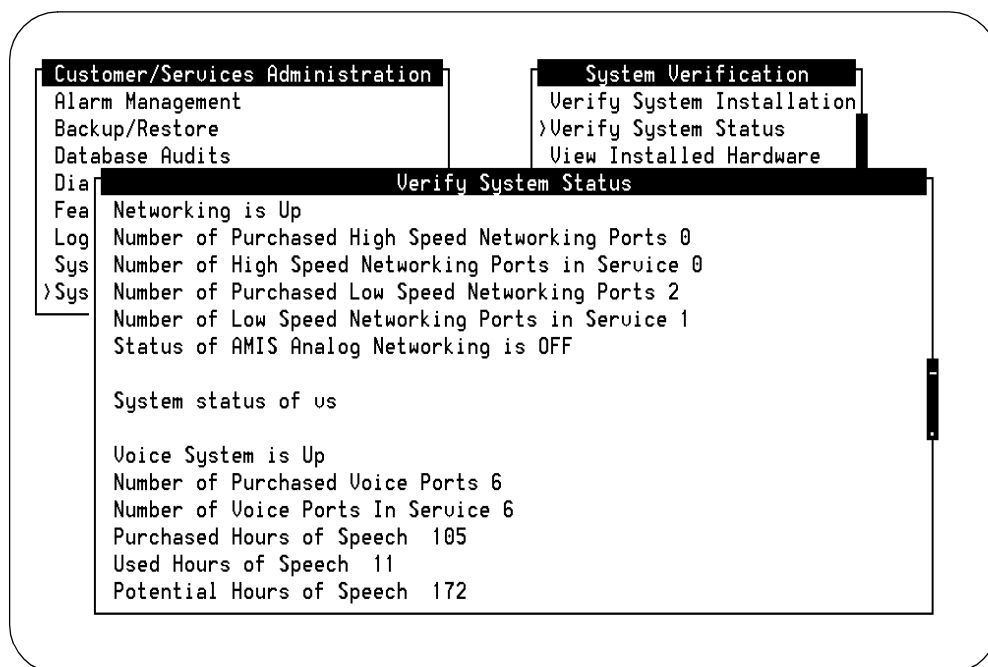 Customer/Services Administration
Alarm Management
Backup/Restore
Database Audits
Dia
Fea
Log
Sys
>Sys
System Verification
Verify System Installation
>Verify System Status
View Installed Hardware
Verify System Status
Networking is Up
Number of Purchased High Speed Networking Ports 0
Number of High Speed Networking Ports in Service 0
Number of Purchased Low Speed Networking Ports 2
Number of Low Speed Networking Ports in Service 1
Status of AMIS Analog Networking is OFF
System status of vs
Voice System is Up
Number of Purchased Voice Ports 6
Number of Voice Ports In Service 6
Purchased Hours of Speech 105
Used Hours of Speech 11
Potential Hours of Speech 172